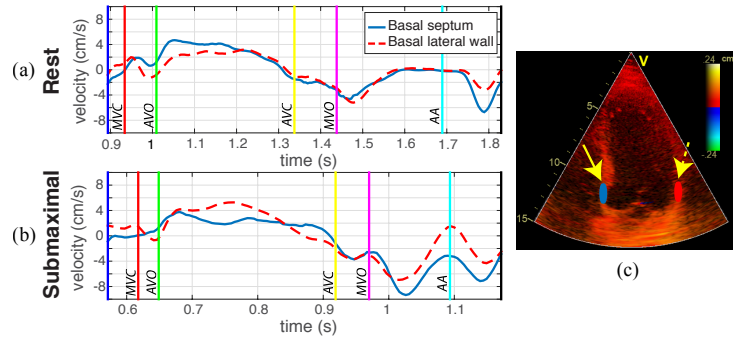 (a)
Rest
velocity (cm/s)
8
4
0
-4
-8
MVC
AVO
AVC
MVO
AA
Basal septum
Basal lateral wall
0.9 1 1.1 1.2 1.3 1.4 1.5 1.6 1.7 1.8
time (s)
(b)
Submaximal
velocity (cm/s)
8
4
0
-4
-8
MVC
AVO
AVC
MVO
AA
0.6 0.7 0.8 0.9 1 1.1
time (s)
V
.24
cm
-.24
5
10
15
(c)